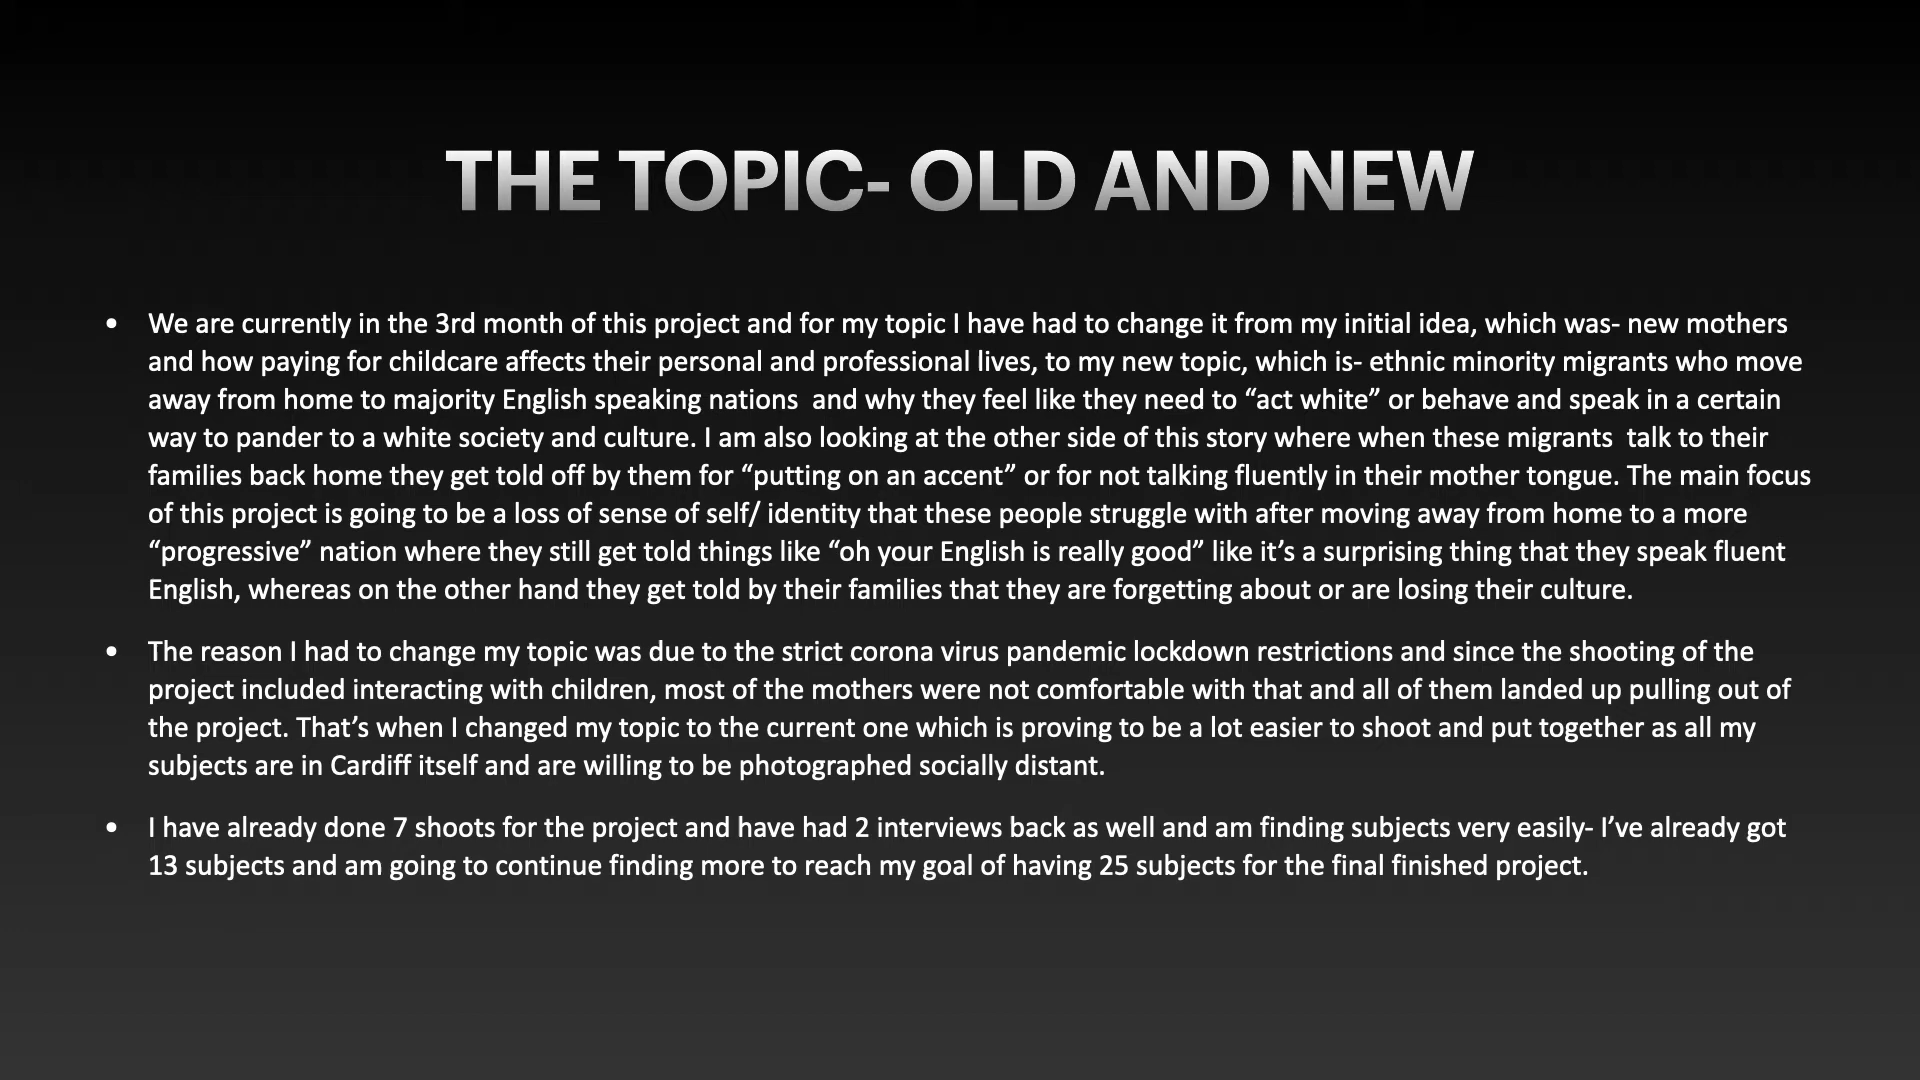 THE TOPIC- OLD AND NEW
• We are currently in the 3rd month of this project and for my topic I have had to change it from my initial idea, which was- new mothers
and how paying for childcare affects their personal and professional lives, to my new topic, which is- ethnic minority migrants who move
away from home to majority English speaking nations  and why they feel like they need to “act white” or behave and speak in a certain
way to pander to a white society and culture. I am also looking at the other side of this story where when these migrants  talk to their
families back home they get told off by them for “putting on an accent” or for not talking fluently in their mother tongue. The main focus
of this project is going to be a loss of sense of self/ identity that these people struggle with after moving away from home to a more
“progressive” nation where they still get told things like “oh your English is really good” like it’s a surprising thing that they speak fluent
English, whereas on the other hand they get told by their families that they are forgetting about or are losing their culture.
• The reason I had to change my topic was due to the strict corona virus pandemic lockdown restrictions and since the shooting of the
project included interacting with children, most of the mothers were not comfortable with that and all of them landed up pulling out of
the project. That’s when I changed my topic to the current one which is proving to be a lot easier to shoot and put together as all my
subjects are in Cardiff itself and are willing to be photographed socially distant.
• I have already done 7 shoots for the project and have had 2 interviews back as well and am finding subjects very easily- I’ve already got
13 subjects and am going to continue finding more to reach my goal of having 25 subjects for the final finished project.